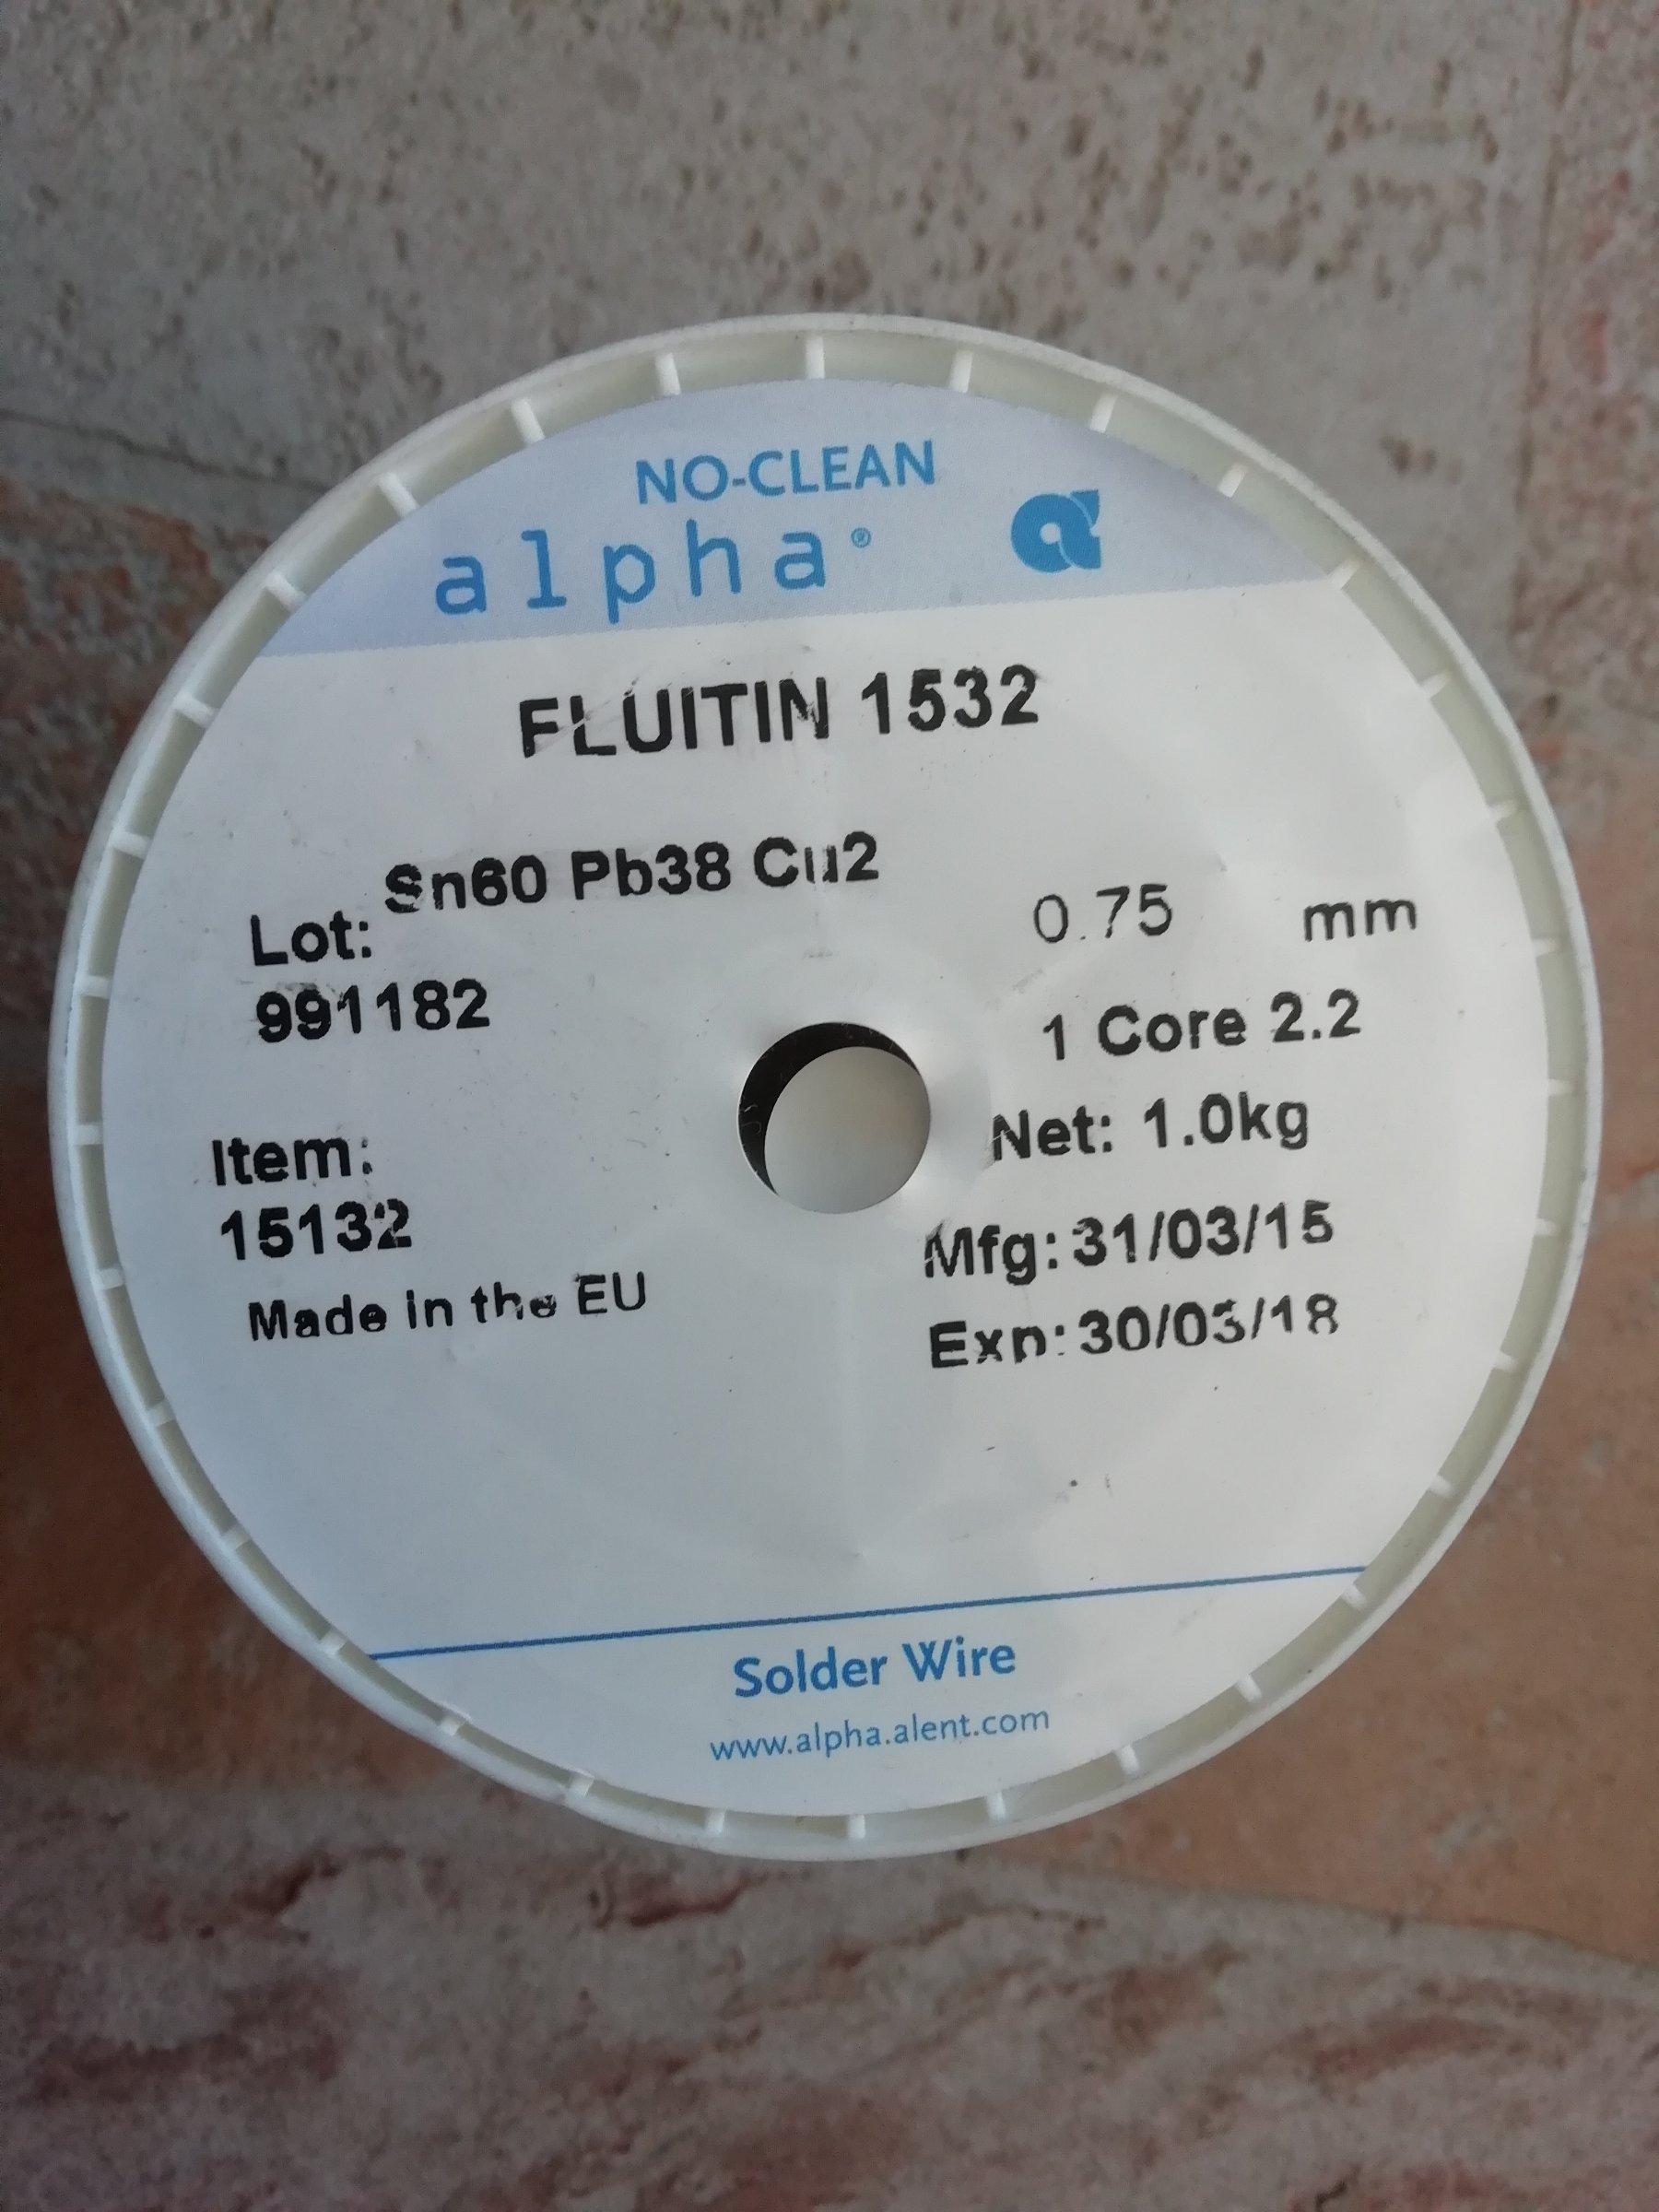 NO-CLEAN
alpha®
FLUITIN 1532
Sn60 Pb38 Cu2
Lot:
991182
0.75 mm
1 Core 2.2
Item:
15132
Net: 1.0kg
Made in the EU
Mfg: 31/03/15
Exp: 30/03/18
Solder Wire
www.alpha.alent.com